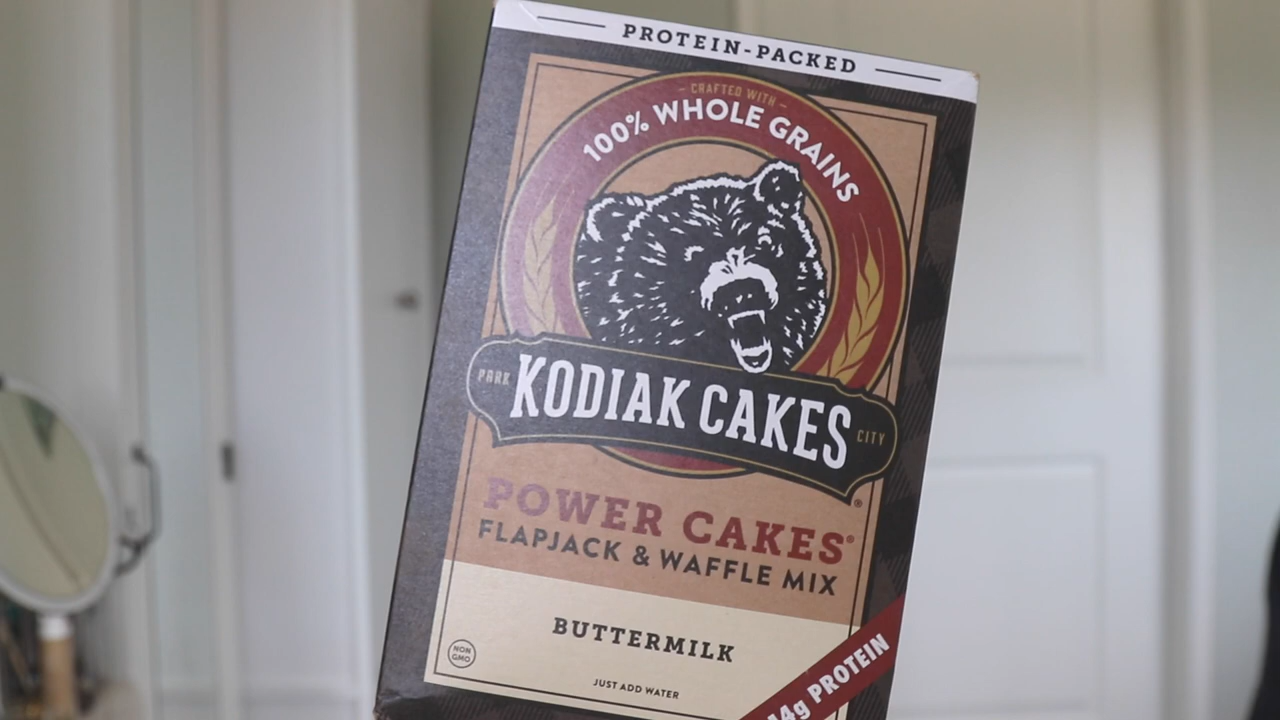 PROTEIN-PACKED
CRAFTED WITH
100% WHOLE GRAINS
PARK KODIAK CAKES CITY
®
POWER CAKES®
FLAPJACK & WAFFLE MIX
BUTTERMILK
NON
GMO
JUST ADD WATER
14g PROTEIN